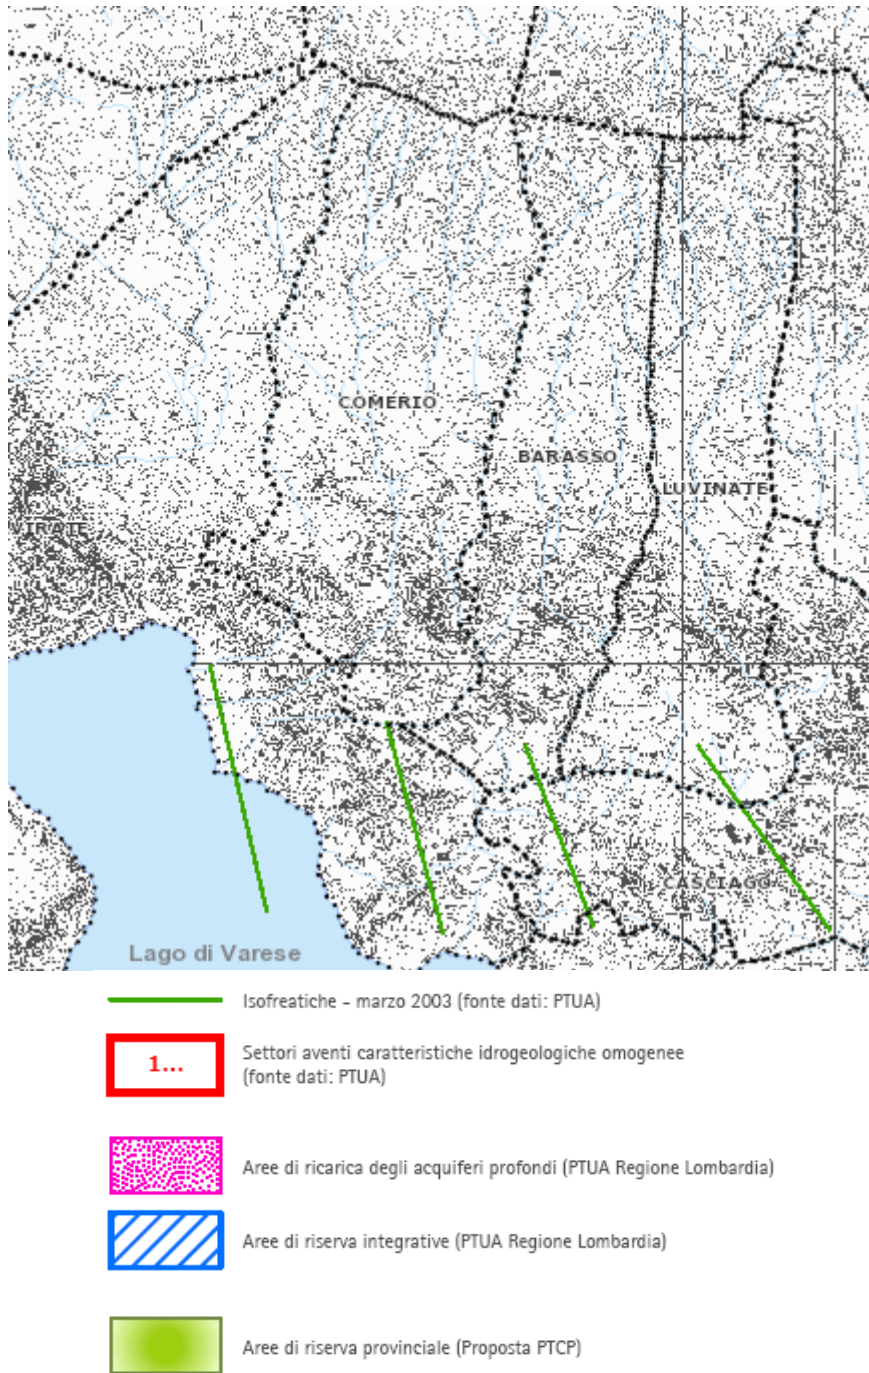 COMERIO
BARASSO
LUVINATE
VIRATE
CASCIAGO
Lago di Varese
Isofreatiche - marzo 2003 (fonte dati: PTUA)
1...
Settori aventi caratteristiche idrogeologiche omogenee
(fonte dati: PTUA)
Aree di ricarica degli acquiferi profondi (PTUA Regione Lombardia)
Aree di riserva integrative (PTUA Regione Lombardia)
Aree di riserva provinciale (Proposta PTCP)